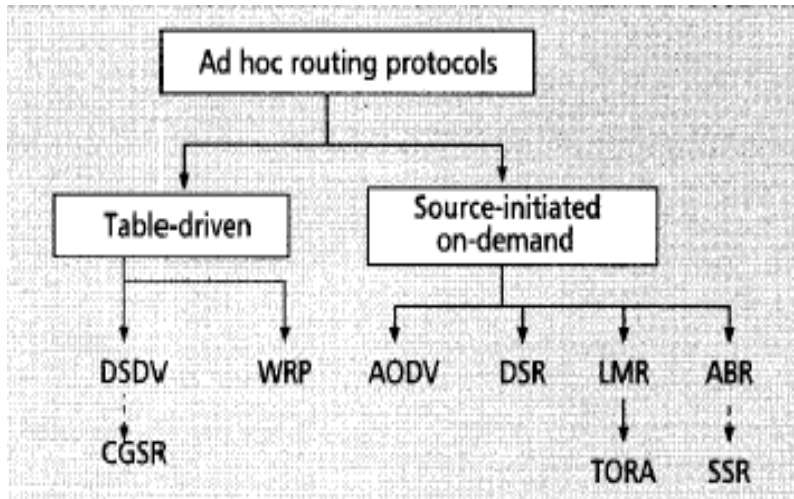 Ad hoc routing protocols
Table-driven
Source-initiated
on-demand
DSDV WRP AODV DSR LMR ABR
CGSR
TORA SSR